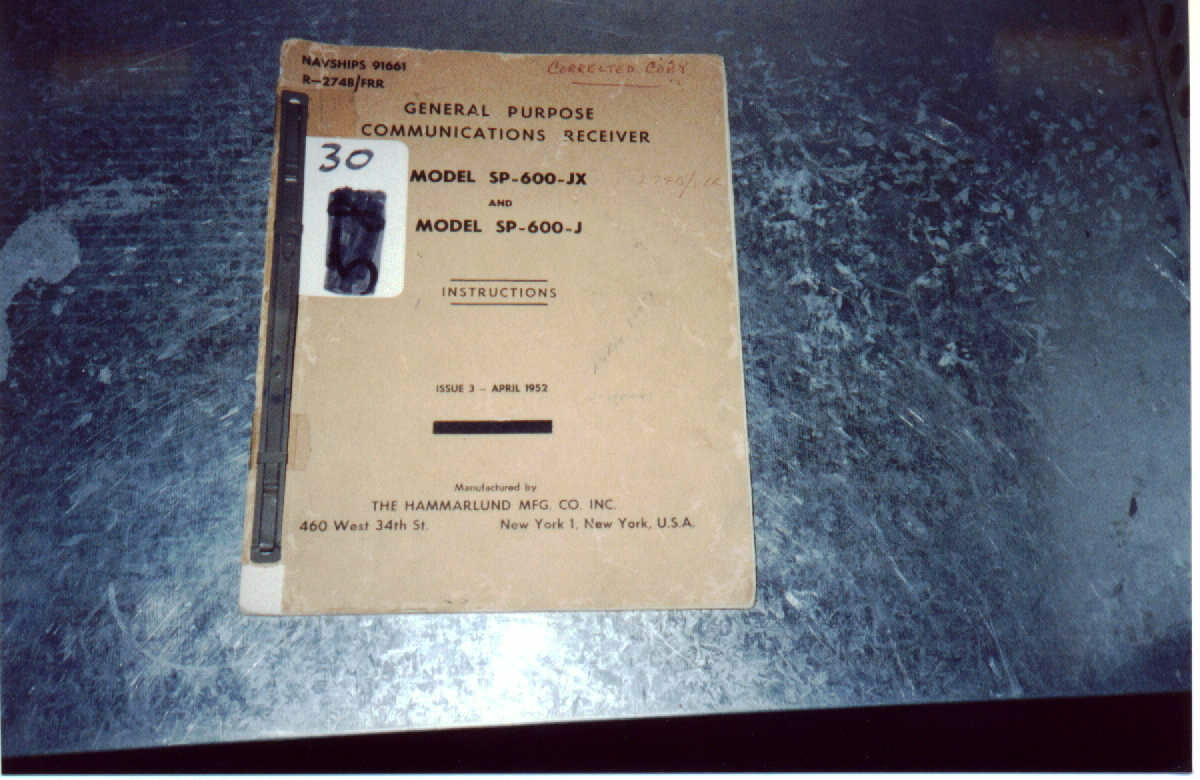 NAVSHIPS 91661
CORRECTED COPY
R-274B/FRR
GENERAL PURPOSE
COMMUNICATIONS RECEIVER
30
MODEL SP-600-JX
AND
MODEL SP-600-J
INSTRUCTIONS
ISSUE 3 - APRIL 1952
Manufactured by
THE HAMMARLUND MFG. CO. INC.
460 West 34th St. New York 1, New York, U.S.A.